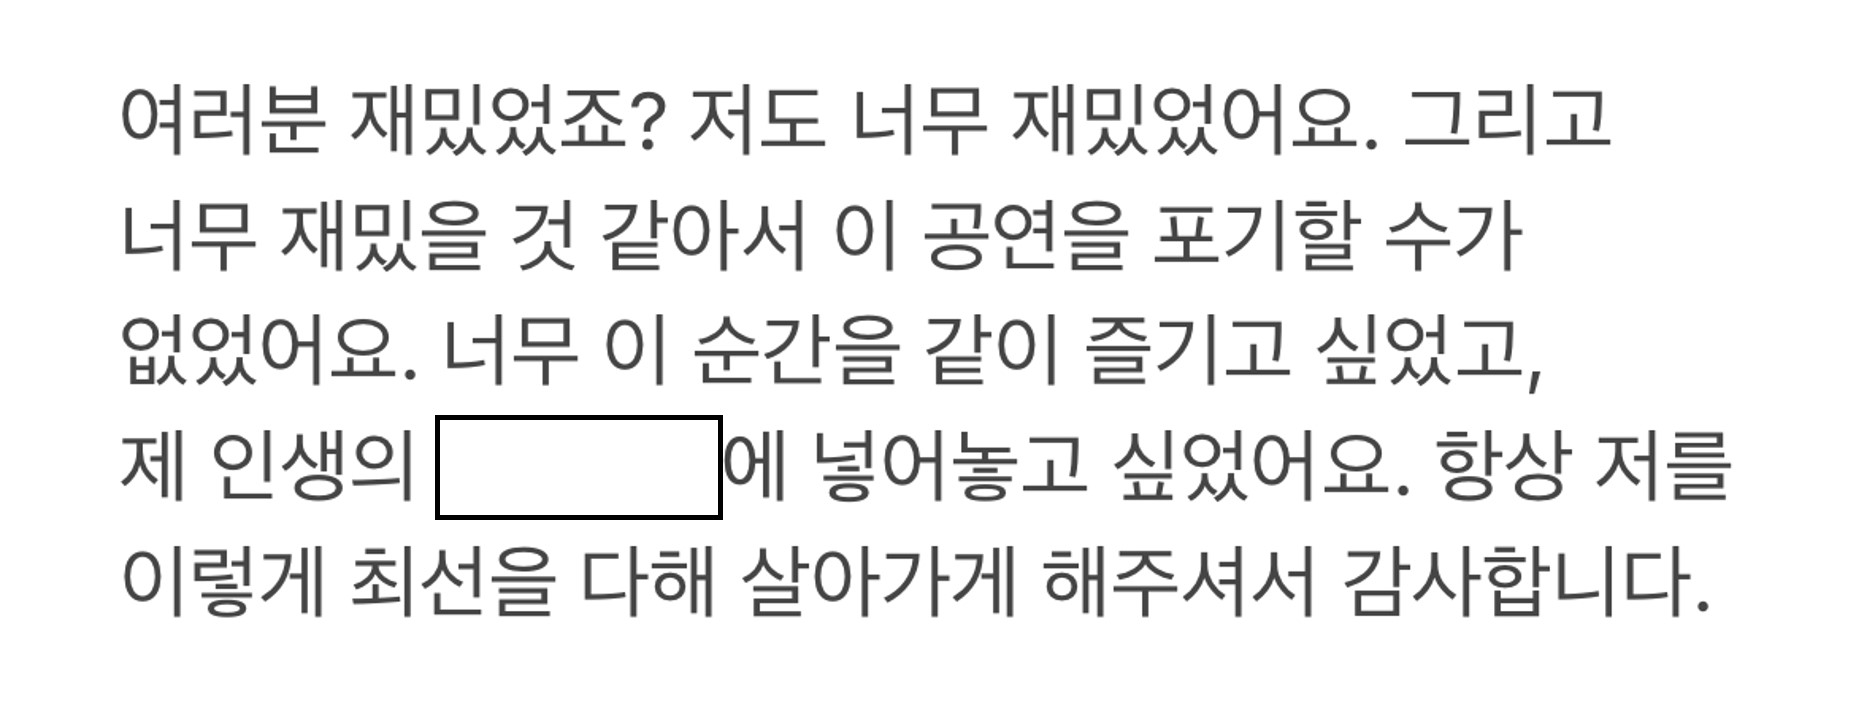 여러분 재밌었죠? 저도 너무 재밌었어요. 그리고
너무 재밌을 것 같아서 이 공연을 포기할 수가
없었어요. 너무 이 순간을 같이 즐기고 싶었고,
제 인생의 에 넣어놓고 싶었어요. 항상 저를
이렇게 최선을 다해 살아가게 해주셔서 감사합니다.